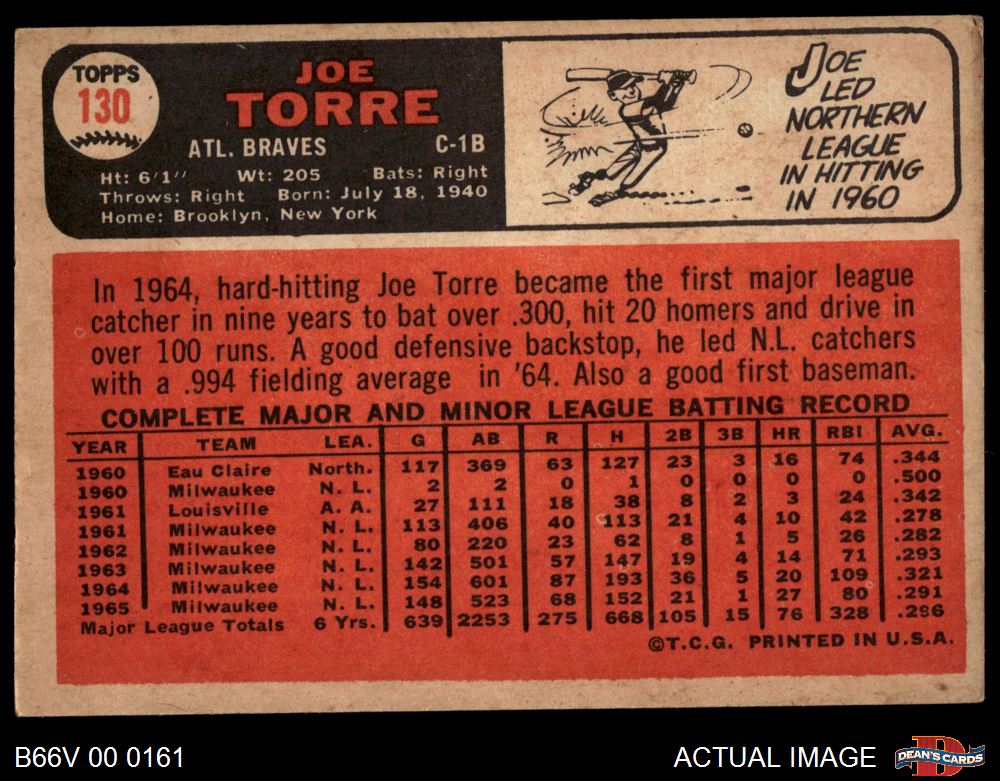 TOPPS
130
JOE
TORRE
ATL. BRAVES C-1B
Ht: 6'1" Wt: 205 Bats: Right
Throws: Right Born: July 18, 1940
Home: Brooklyn, New York
JOE
LED
NORTHERN
LEAGUE
IN HITTING
IN 1960
In 1964, hard-hitting Joe Torre became the first major league
catcher in nine years to bat over .300, hit 20 homers and drive in
over 100 runs. A good defensive backstop, he led N.L. catchers
with a .994 fielding average in '64. Also a good first baseman.
COMPLETE MAJOR AND MINOR LEAGUE BATTING RECORD
YEAR TEAM LEA. G AB R H 2B 3B HR RBI AVG.
1960 Eau Claire North. 117 369 63 127 23 3 16 74 .344
1960 Milwaukee N. L. 2 2 0 1 0 0 0 0 .500
1961 Louisville A. A. 27 111 18 38 8 2 3 24 .342
1961 Milwaukee N. L. 113 406 40 113 21 4 10 42 .278
1962 Milwaukee N. L. 80 220 23 62 8 1 5 26 .282
1963 Milwaukee N. L. 142 501 57 147 19 4 14 71 .293
1964 Milwaukee N. L. 154 601 87 193 36 5 20 109 .321
1965 Milwaukee N. L. 148 523 68 152 21 1 27 80 .291
Major League Totals 6 Yrs. 639 2253 275 668 105 15 76 328 .296
©T.C.G. PRINTED IN U.S.A.
B66V 00 0161
ACTUAL IMAGE
D
DEAN'S CARDS